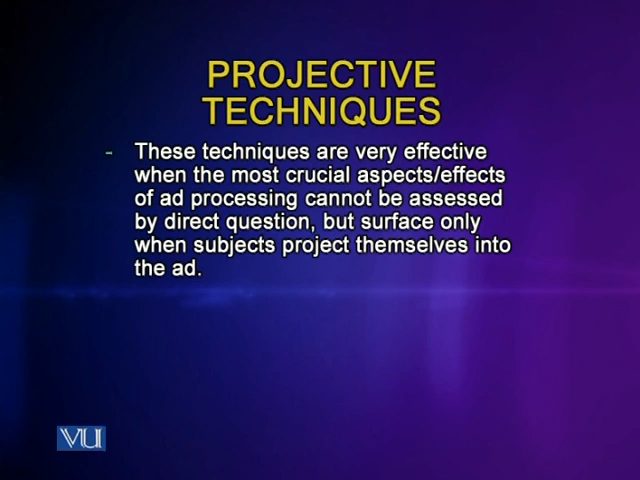 PROJECTIVE
TECHNIQUES
- These techniques are very effective
when the most crucial aspects/effects
of ad processing cannot be assessed
by direct question, but surface only
when subjects project themselves into
the ad.
VU